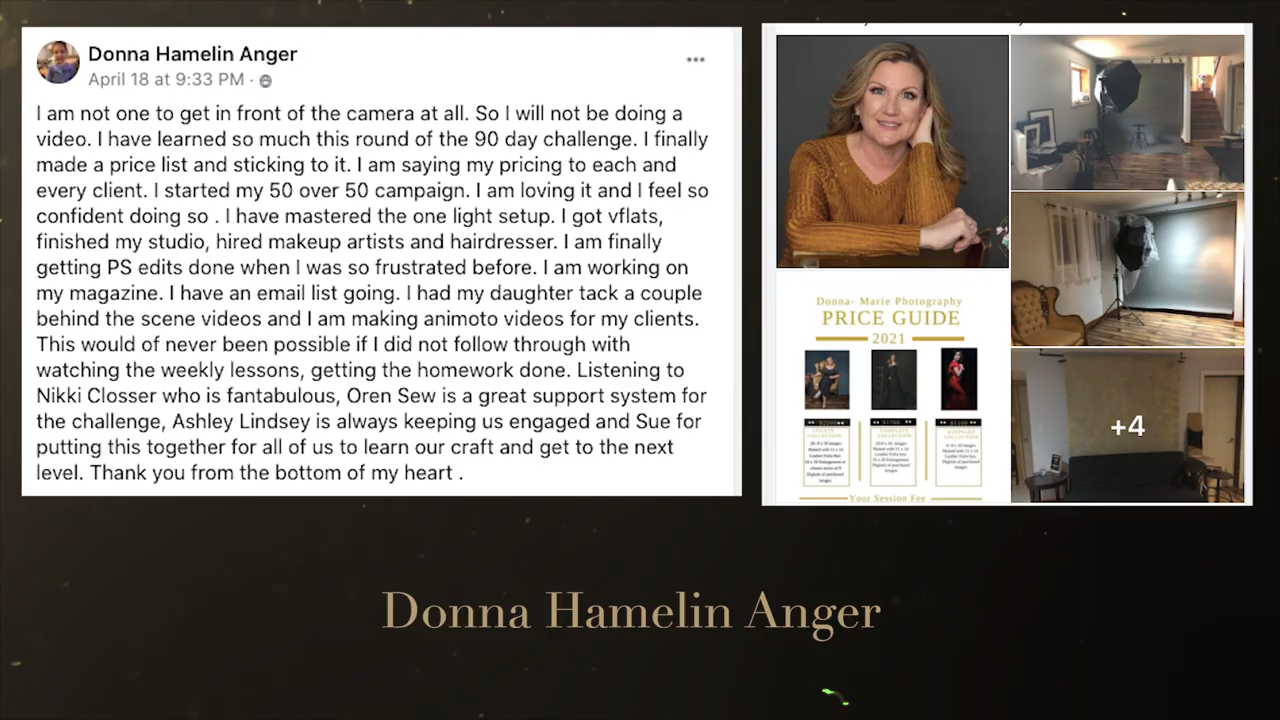 Donna Hamelin Anger
April 18 at 9:33 PM ·
I am not one to get in front of the camera at all. So I will not be doing a
video. I have learned so much this round of the 90 day challenge. I finally
made a price list and sticking to it. I am saying my pricing to each and
every client. I started my 50 over 50 campaign. I am loving it and I feel so
confident doing so . I have mastered the one light setup. I got vflats,
finished my studio, hired makeup artists and hairdresser. I am finally
getting PS edits done when I was so frustrated before. I am working on
my magazine. I have an email list going. I had my daughter tack a couple
behind the scene videos and I am making animoto videos for my clients.
This would of never been possible if I did not follow through with
watching the weekly lessons, getting the homework done. Listening to
Nikki Closser who is fantabulous, Oren Sew is a great support system for
the challenge, Ashley Lindsey is always keeping us engaged and Sue for
putting this together for all of us to learn our craft and get to the next
level. Thank you from the bottom of my heart .
Donna- Marie Photography
PRICE GUIDE
2021
COLLECTION
COLLECTION
COLLECTION
Your Session Fee
+4
Donna Hamelin Anger